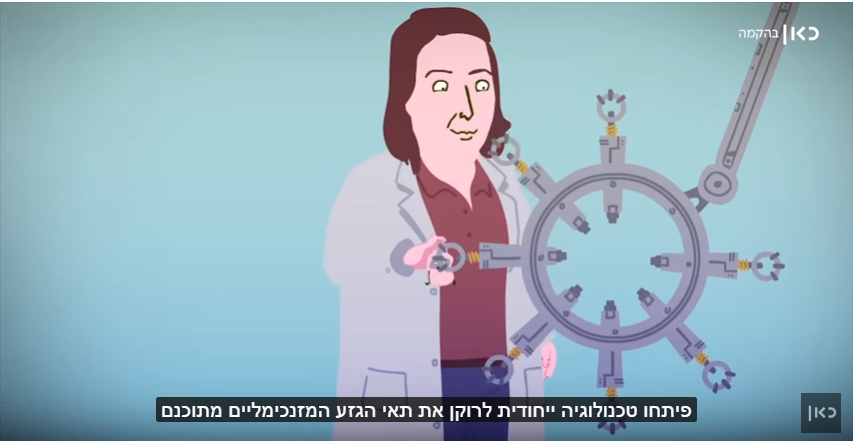 כאן בהקמה
פיתחו טכנולוגיה ייחודית לרוקן את תאי הגזע המזנכימליים מתוכנם
כאן